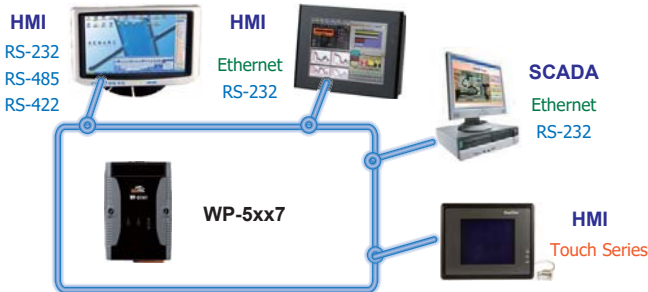 HMI
RS-232
RS-485
RS-422
HMI
Ethernet
RS-232
SCADA
Ethernet
RS-232
WP-5xx7
HMI
Touch Series